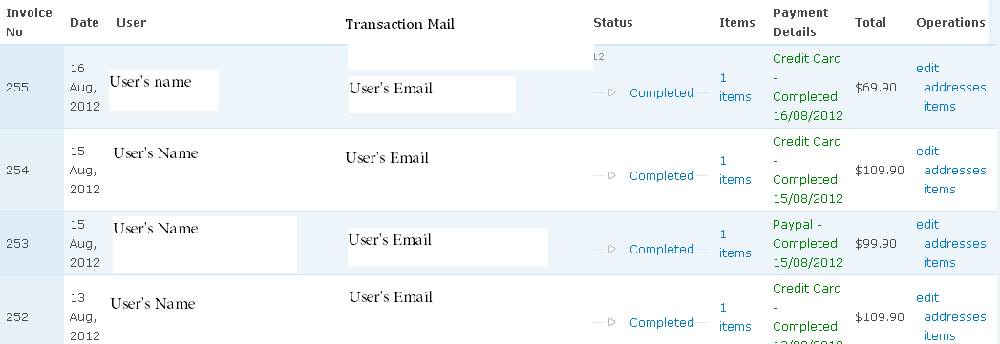 Invoice No Date User Transaction Mail Status Items Payment Details Total Operations
12
255 16 Aug, 2012 User's name User's Email Completed 1 items Credit Card - Completed 16/08/2012 $69.90 edit addresses items
254 15 Aug, 2012 User's Name User's Email Completed 1 items Credit Card - Completed 15/08/2012 $109.90 edit addresses items
253 15 Aug, 2012 User's Name User's Email Completed 1 items Paypal - Completed 15/08/2012 $99.90 edit addresses items
252 13 Aug, 2012 User's Name User's Email Completed 1 items Credit Card - Completed $109.90 edit addresses items